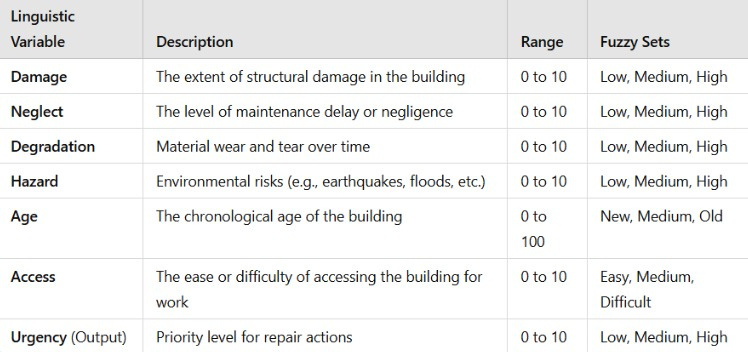 Linguistic
Variable Description Range Fuzzy Sets
Damage The extent of structural damage in the building 0 to 10 Low, Medium, High
Neglect The level of maintenance delay or negligence 0 to 10 Low, Medium, High
Degradation Material wear and tear over time 0 to 10 Low, Medium, High
Hazard Environmental risks (e.g., earthquakes, floods, etc.) 0 to 10 Low, Medium, High
Age The chronological age of the building 0 to New, Medium, Old
100
Access The ease or difficulty of accessing the building for 0 to 10 Easy, Medium,
work Difficult
Urgency (Output) Priority level for repair actions 0 to 10 Low, Medium, High